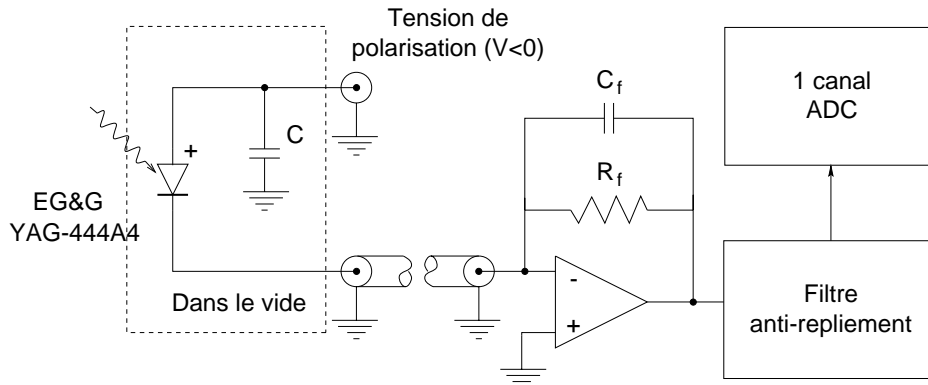 Tension de
polarisation (V<0)
C f
1 canal
ADC
C
+
R f
EG&G
YAG-444A4
Dans le vide
-
+
Filtre
anti-repliement